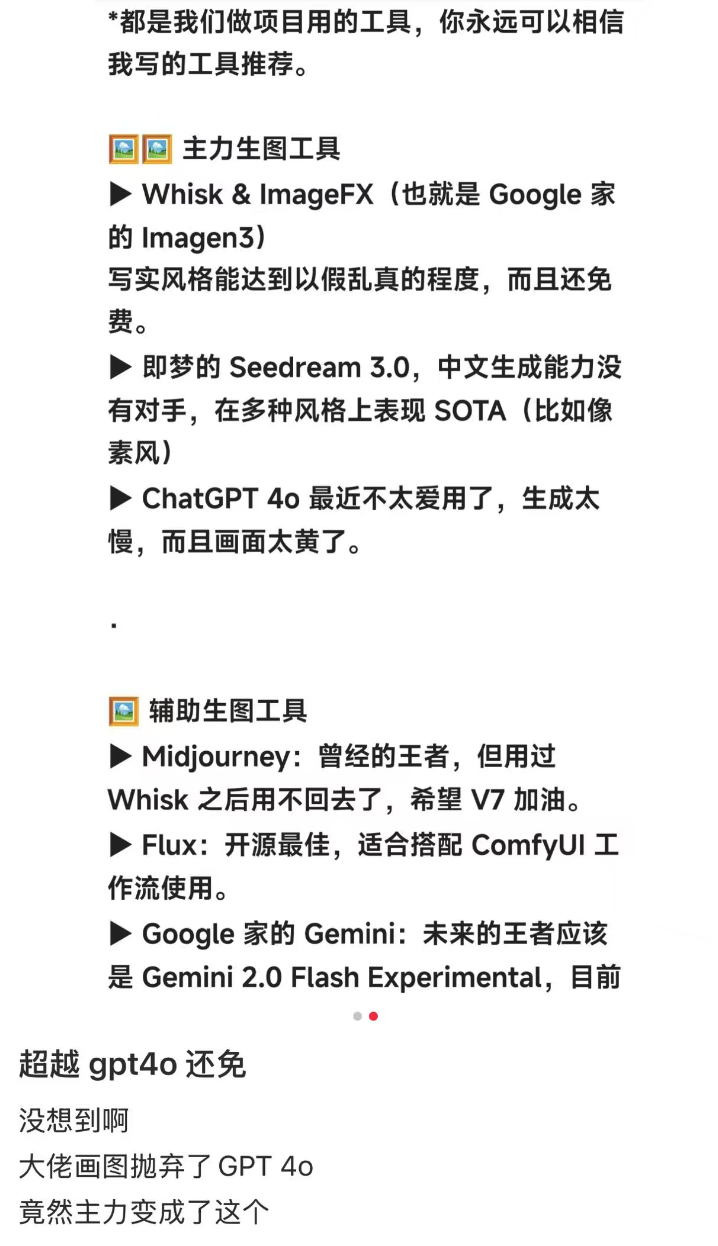 *都是我们做项目用的工具，你永远可以相信
我写的工具推荐。
🖼️🖼️ 主力生图工具
▶ Whisk & ImageFX（也就是 Google 家
的 Imagen3）
写实风格能达到以假乱真的程度，而且还免
费。
▶ 即梦的 Seedream 3.0，中文生成能力没
有对手，在多种风格上表现 SOTA（比如像
素风）
▶ ChatGPT 4o 最近不太爱用了，生成太
慢，而且画面太黄了。
.
🖼️ 辅助生图工具
▶ Midjourney：曾经的王者，但用过
Whisk 之后用不回去了，希望 V7 加油。
▶ Flux：开源最佳，适合搭配 ComfyUI 工
作流使用。
▶ Google 家的 Gemini：未来的王者应该
是 Gemini 2.0 Flash Experimental，目前
超越 gpt4o 还免
没想到啊
大佬画图抛弃了GPT 4o
竟然主力变成了这个